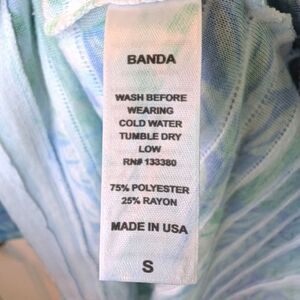 BANDA
WASH BEFORE
WEARING
COLD WATER
TUMBLE DRY
LOW
RN# 133380
75% POLYESTER
25% RAYON
MADE IN USA
S